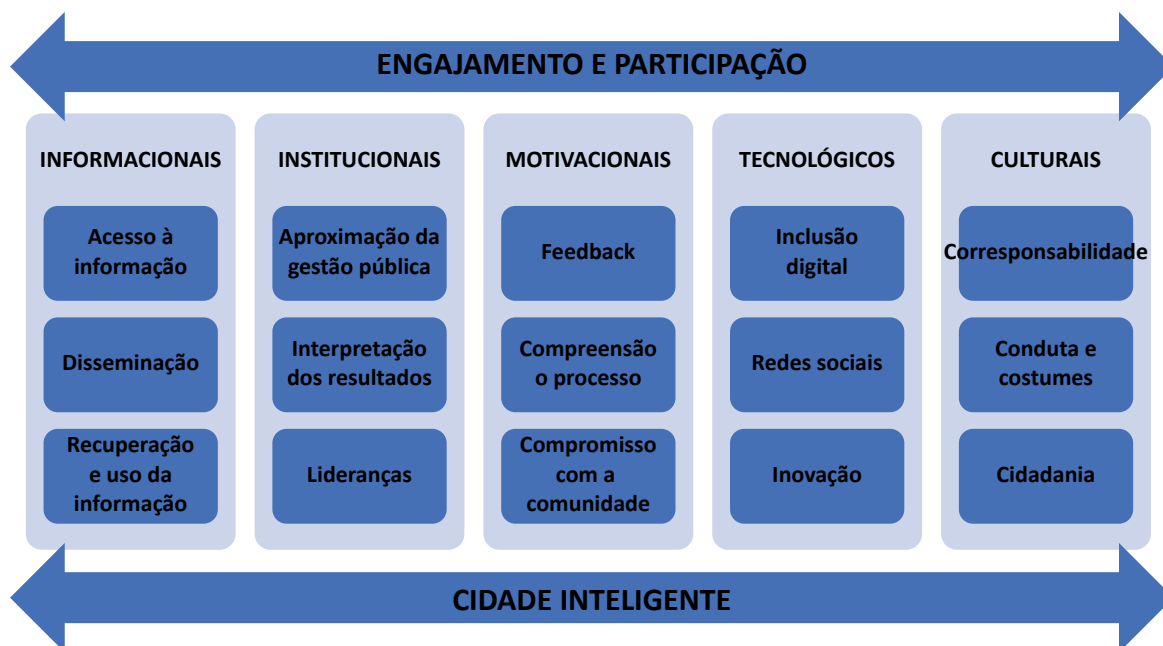 ENGAJAMENTO E PARTICIPAÇÃO
INFORMACIONAIS
Acesso à
informação
Disseminação
Recuperação
e uso da
informação
INSTITUCIONAIS
Aproximação da
gestão pública
Interpretação
dos resultados
Lideranças
MOTIVACIONAIS
Feedback
Compreensão
o processo
Compromisso
com a
comunidade
TECNOLÓGICOS
Inclusão
digital
Redes sociais
Inovação
CULTURAIS
Corresponsabilidade
Conduta e
costumes
Cidadania
CIDADE INTELIGENTE